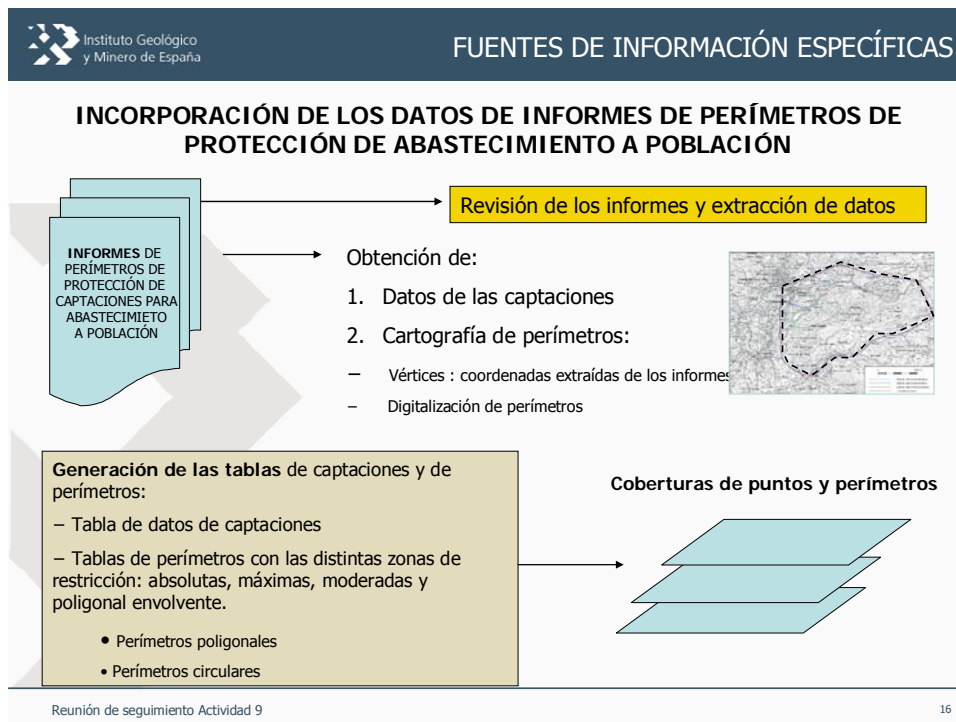 Instituto Geológico
y Minero de España
FUENTES DE INFORMACIÓN ESPECÍFICAS
INCORPORACIÓN DE LOS DATOS DE INFORMES DE PERÍMETROS DE
PROTECCIÓN DE ABASTECIMIENTO A POBLACIÓN
Revisión de los informes y extracción de datos
INFORMES DE
PERÍMETROS DE
PROTECCIÓN DE
CAPTACIONES PARA
ABASTECIMIETO
A POBLACIÓN
Obtención de:
1. Datos de las captaciones
2. Cartografía de perímetros:
– Vértices : coordenadas extraídas de los informes
– Digitalización de perímetros
Generación de las tablas de captaciones y de
perímetros:
– Tabla de datos de captaciones
– Tablas de perímetros con las distintas zonas de
restricción: absolutas, máximas, moderadas y
poligonal envolvente.
• Perímetros poligonales
• Perímetros circulares
Coberturas de puntos y perímetros
Reunión de seguimiento Actividad 9
16